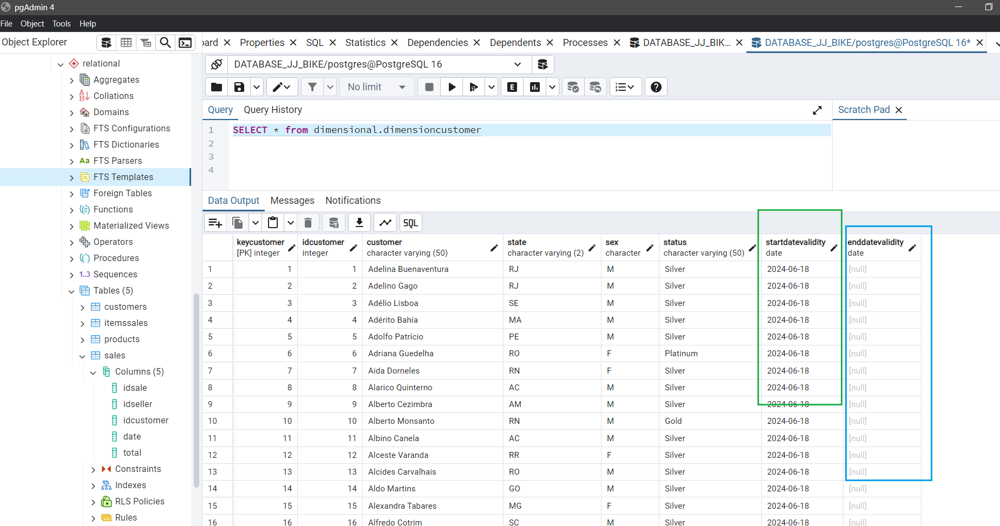 pgAdmin 4
File Object Tools Help
Object Explorer
oard Properties SQL Statistics Dependencies Dependents Processes DATABASE_JJ_BIK... DATABASE_JJ_BIKE/postgres@PostgreSQL 16*
relational
Aggregates
Collations
Domains
FTS Configurations
FTS Dictionaries
Aa FTS Parsers
FTS Templates
Foreign Tables
Functions
Materialized Views
Operators
Procedures
1..3 Sequences
Tables (5)
customers
itemssales
products
sales
Columns (5)
idsale
idseller
idcustomer
date
total
Constraints
Indexes
RLS Policies
Rules
DATABASE_JJ_BIKE/postgres@PostgreSQL 16
No limit E
Query Query History Scratch Pad
1 SELECT * from dimensional.dimensioncustomer
2
3
4
Data Output Messages Notifications
SQL
keycustomer idcustomer customer state sex status startdatevalidity enddatevalidity
[PK] integer integer character varying (50) character varying (2) character character varying (50) date date
1 1 1 Adelina Buenaventura RJ M Silver 2024-06-18 [null]
2 2 2 Adelino Gago RJ M Silver 2024-06-18 [null]
3 3 3 Adélio Lisboa SE M Silver 2024-06-18 [null]
4 4 4 Adérito Bahía MA M Silver 2024-06-18 [null]
5 5 5 Adolfo Patrício PE M Silver 2024-06-18 [null]
6 6 6 Adriana Guedelha RO F Platinum 2024-06-18 [null]
7 7 7 Aida Dorneles RN F Silver 2024-06-18 [null]
8 8 8 Alarico Quinterno AC M Silver 2024-06-18 [null]
9 9 9 Alberto Cezimbra AM M Silver 2024-06-18 [null]
10 10 10 Alberto Monsanto RN M Gold 2024-06-18 [null]
11 11 11 Albino Canela AC M Silver 2024-06-18 [null]
12 12 12 Alceste Varanda RR F Silver 2024-06-18 [null]
13 13 13 Alcides Carvalhais RO M Silver 2024-06-18 [null]
14 14 14 Aldo Martins GO M Silver 2024-06-18 [null]
15 15 15 Alexandra Tabares MG F Silver 2024-06-18 [null]
16 16 16 Alfredo Cotrim SC M Silver 2024-06-18 [null]